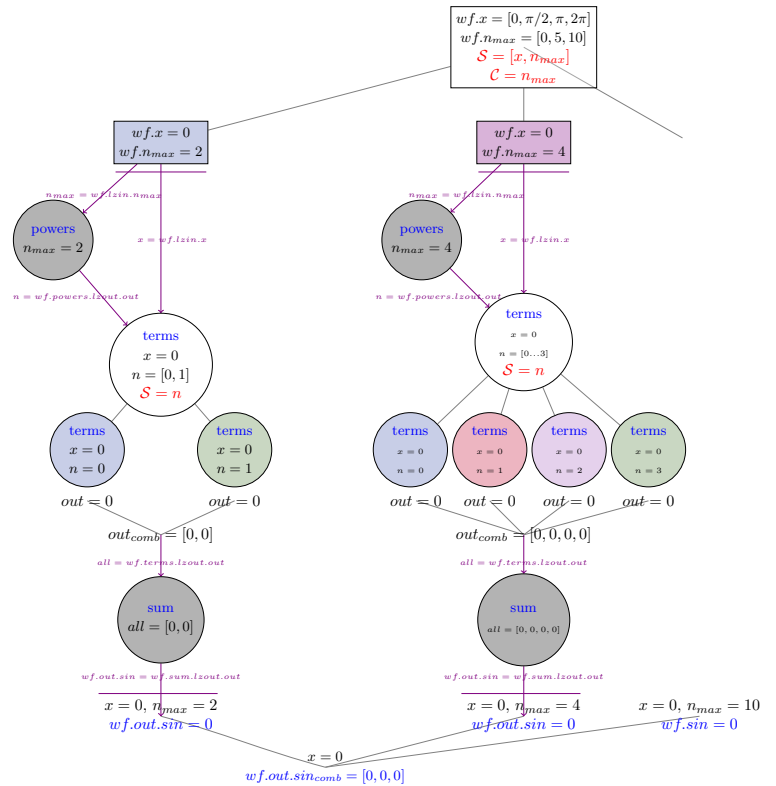 wf.x = [0, π/2, π, 2π]
wf.n_max = [0, 5, 10]
𝒮 = [x, n_max]
𝒞 = n_max
wf.x = 0
wf.n_max = 2
wf.x = 0
wf.n_max = 4
n_max = wf.lzin.n_max
n_max = wf.lzin.n_max
powers
n_max = 2
x = wf.lzin.x
powers
n_max = 4
x = wf.lzin.x
n = wf.powers.lzout.out
n = wf.powers.lzout.out
terms
x = 0
n = [0, 1]
𝒮 = n
terms
x = 0
n = [0...3]
𝒮 = n
terms
x = 0
n = 0
terms
x = 0
n = 1
terms
x = 0
n = 0
terms
x = 0
n = 1
terms
x = 0
n = 2
terms
x = 0
n = 3
out = 0
out = 0
out = 0
out = 0
out = 0
out = 0
out_comb = [0, 0]
out_comb = [0, 0, 0, 0]
all = wf.terms.lzout.out
all = wf.terms.lzout.out
sum
all = [0, 0]
sum
all = [0, 0, 0, 0]
wf.out.sin = wf.sum.lzout.out
wf.out.sin = wf.sum.lzout.out
x = 0, n_max = 2
wf.out.sin = 0
x = 0, n_max = 4
wf.out.sin = 0
x = 0, n_max = 10
wf.sin = 0
x = 0
wf.out.sin_comb = [0, 0, 0]